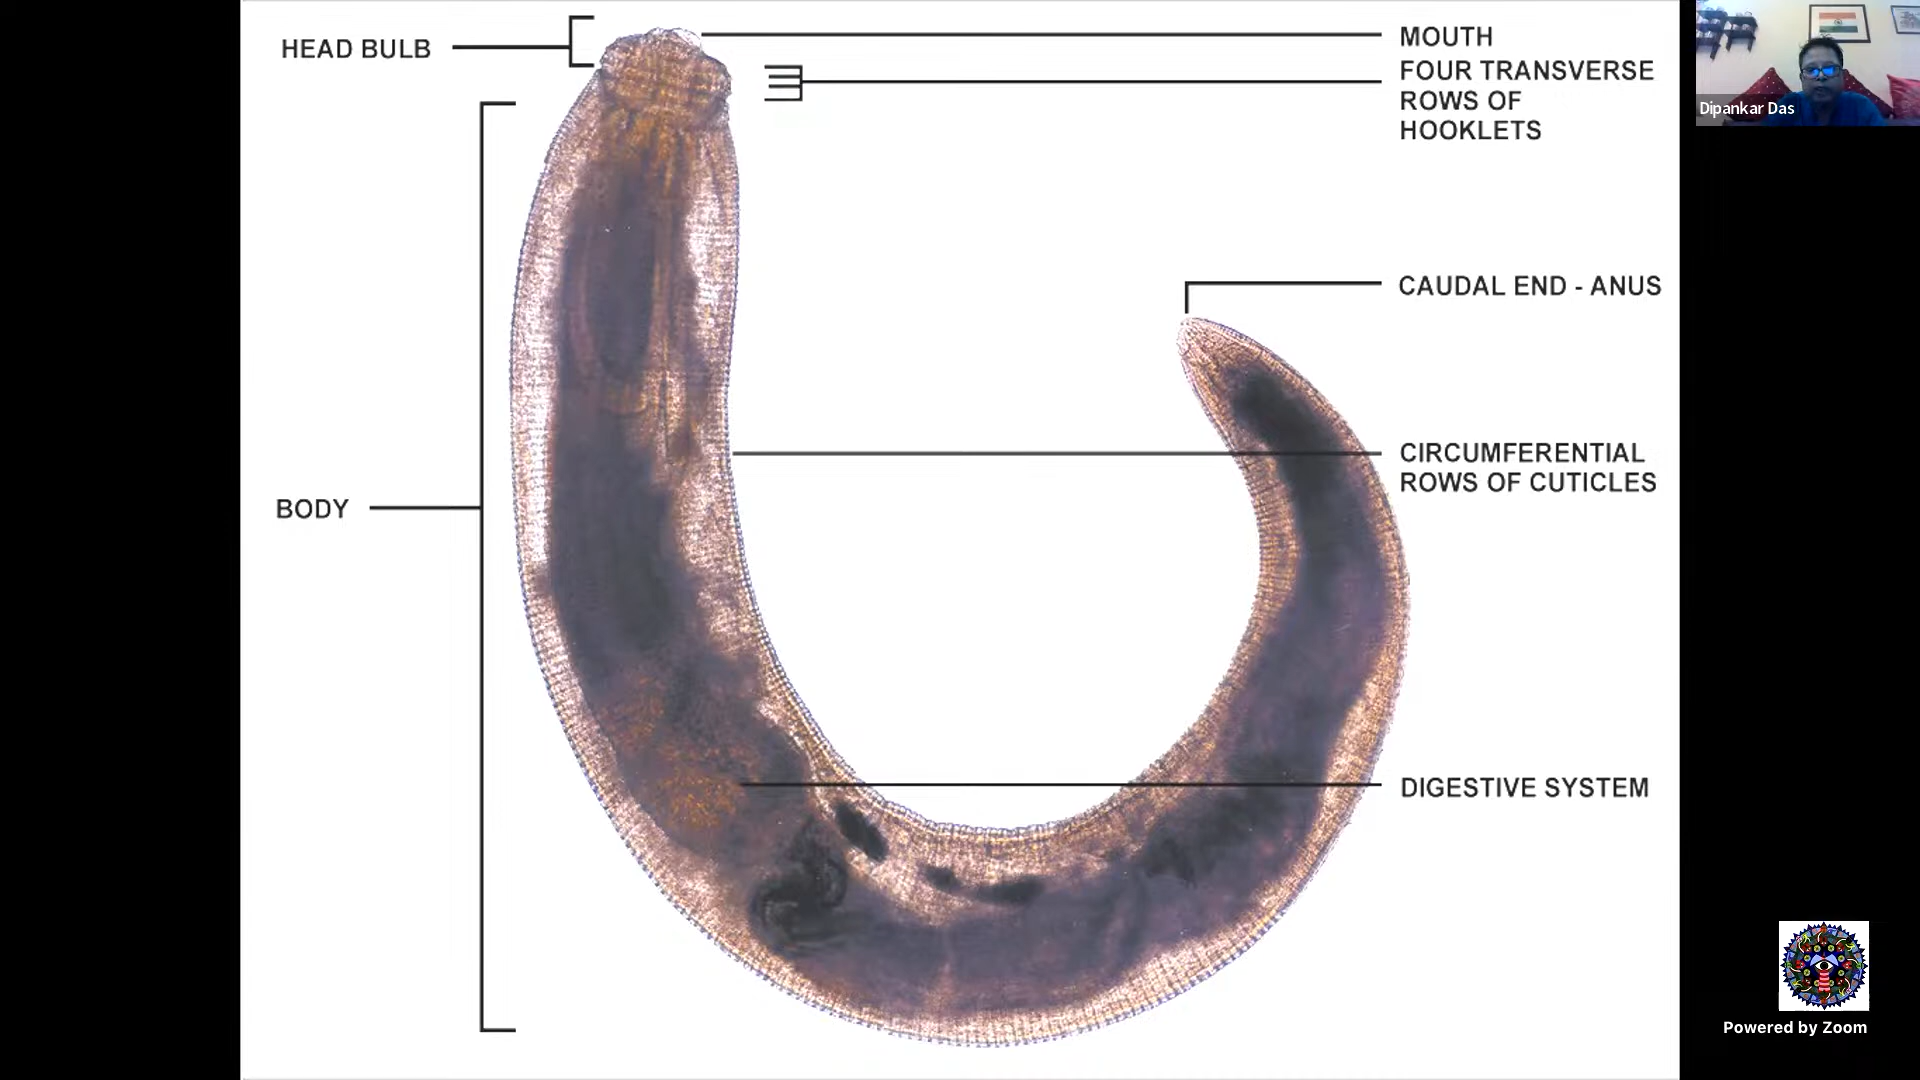 HEAD BULB
MOUTH
FOUR TRANSVERSE
ROWS OF
HOOKLETS
Dipankar Das
CAUDAL END - ANUS
CIRCUMFERENTIAL
ROWS OF CUTICLES
BODY
DIGESTIVE SYSTEM
Powered by Zoom